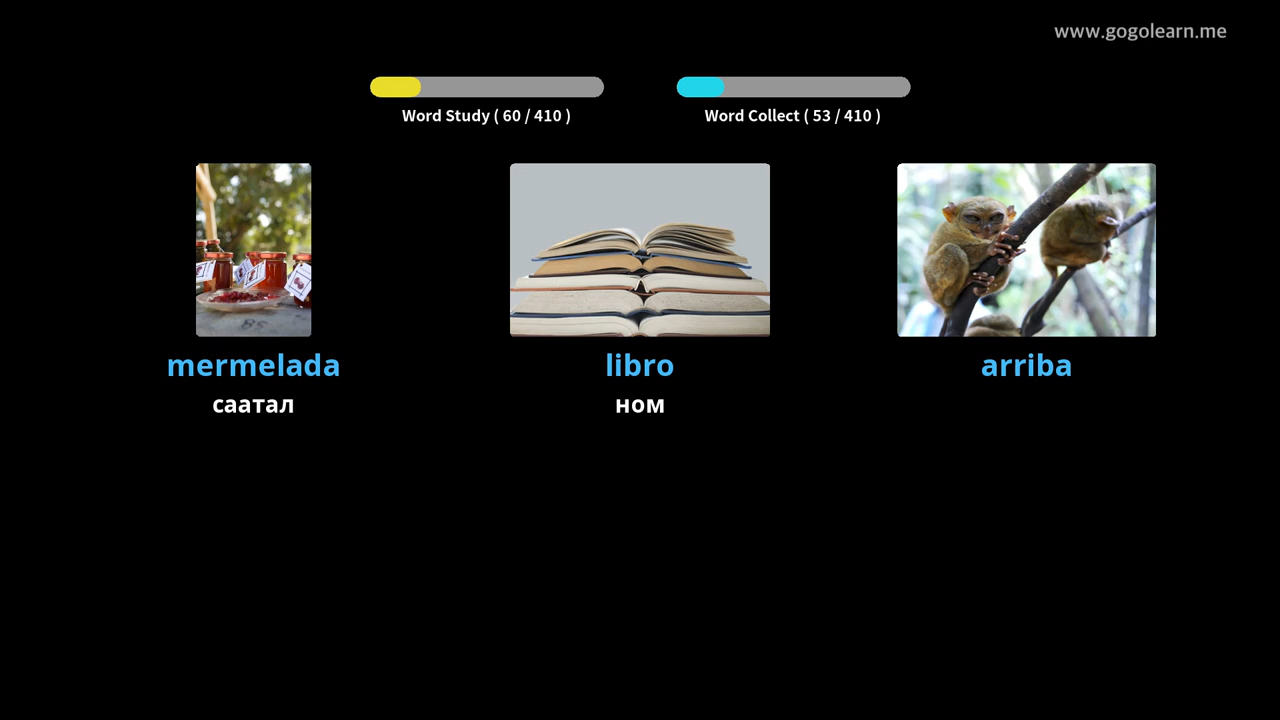 www.gogolearn.me
Word Study ( 60 / 410 )
Word Collect ( 53 / 410 )
mermelada
libro
arriba
саатал
ном